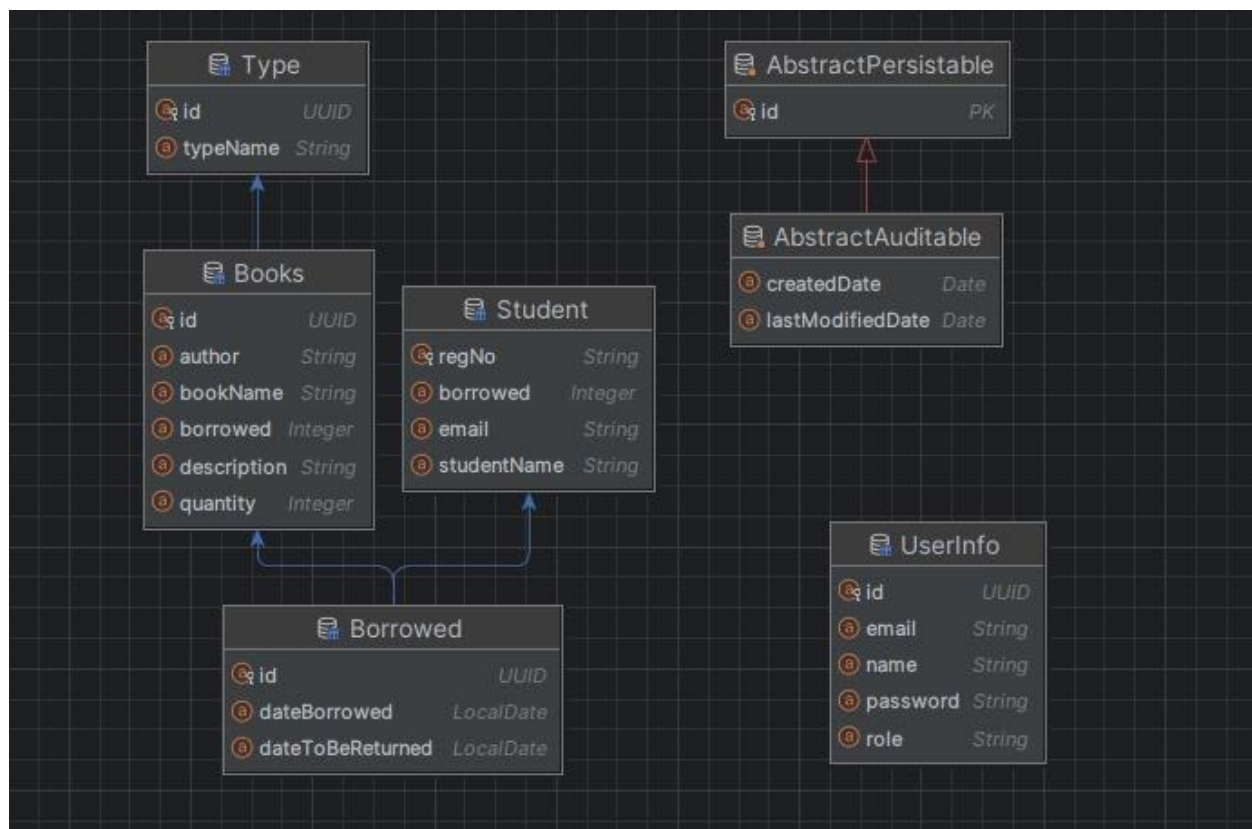 Type
id UUID
typeName String
Books
id UUID
author String
bookName String
borrowed Integer
description String
quantity Integer
Student
regNo String
borrowed Integer
email String
studentName String
Borrowed
id UUID
dateBorrowed LocalDate
dateToBeReturned LocalDate
AbstractPersistable
id PK
AbstractAuditable
createdDate Date
lastModifiedDate Date
UserInfo
id UUID
email String
name String
password String
role String